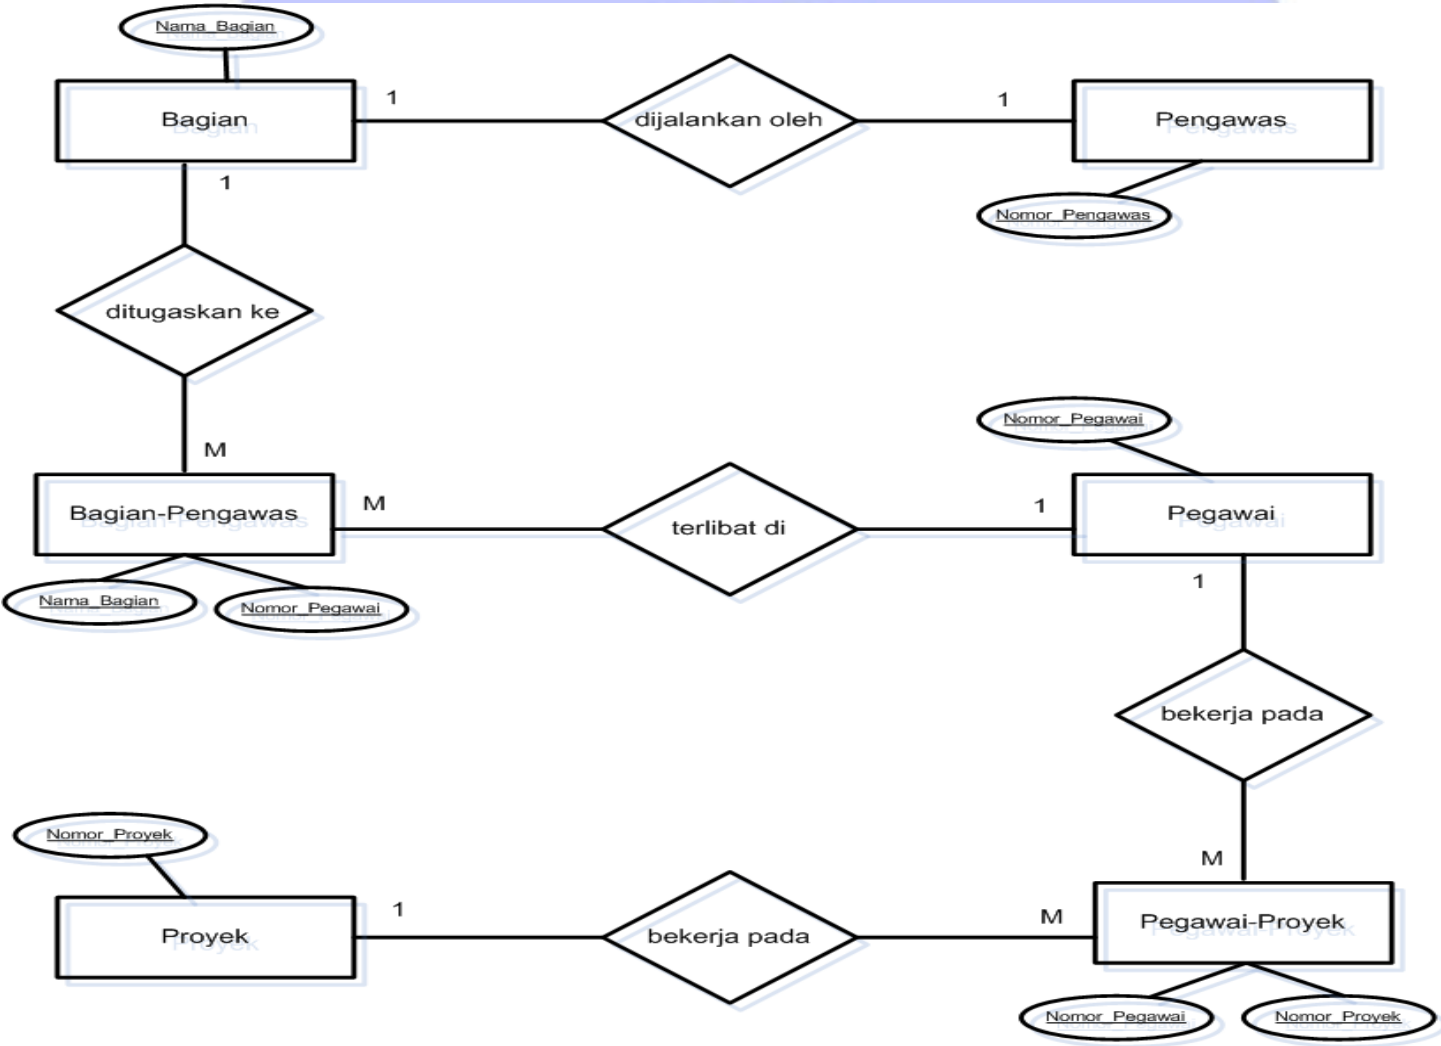 Nama_Bagian
Bagian
1
dijalankan oleh
1
Pengawas
1
Nomor_Pengawas
ditugaskan ke
M
Nomor_Pegawai
Bagian-Pengawas
M
terlibat di
1
Pegawai
Nama_Bagian
Nomor_Pegawai
1
bekerja pada
Nomor_Proyek
M
Proyek
1
bekerja pada
M
Pegawai-Proyek
Nomor_Pegawai
Nomor_Proyek